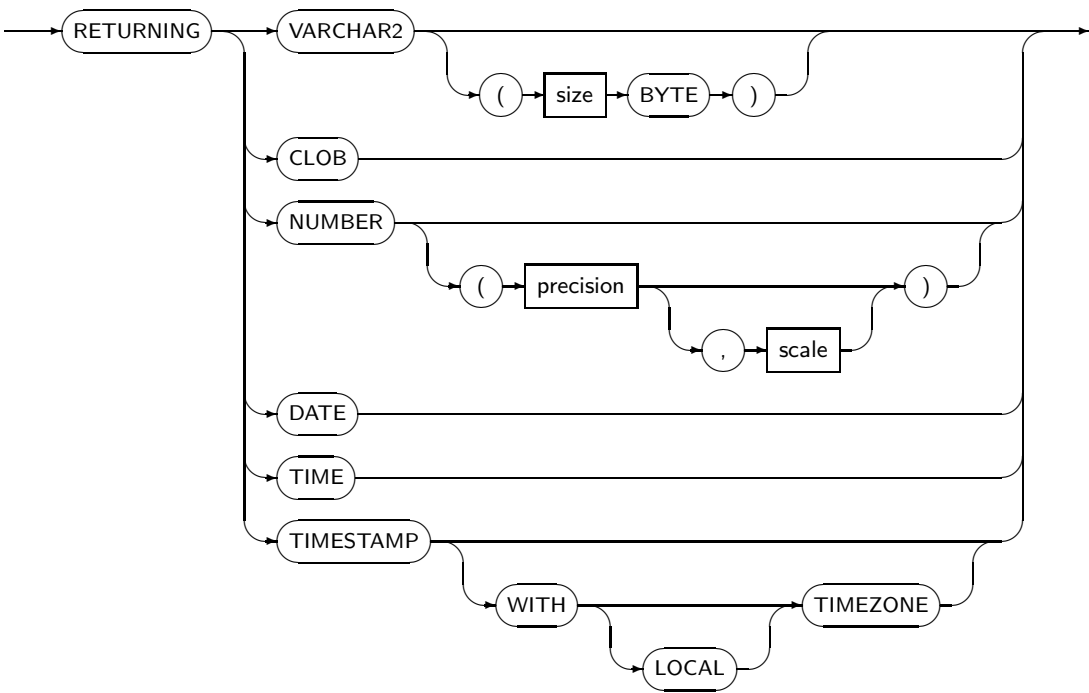 RETURNING VARCHAR2
( size BYTE )
CLOB
NUMBER
( precision )
, scale
DATE
TIME
TIMESTAMP
WITH TIMEZONE
LOCAL